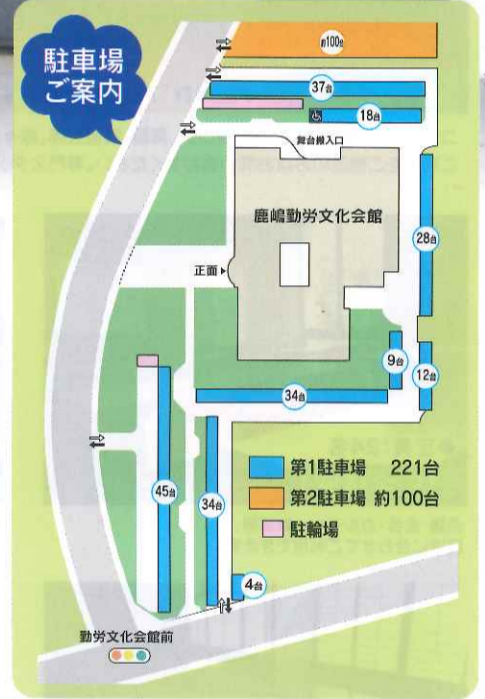 駐車場
ご案内
約100台
37台
18台
舞台搬入口
鹿嶋勤労文化会館
28台
正面
9台
12台
34台
45台
34台
4台
第1駐車場 221台
第2駐車場 約100台
駐輪場
勤労文化会館前